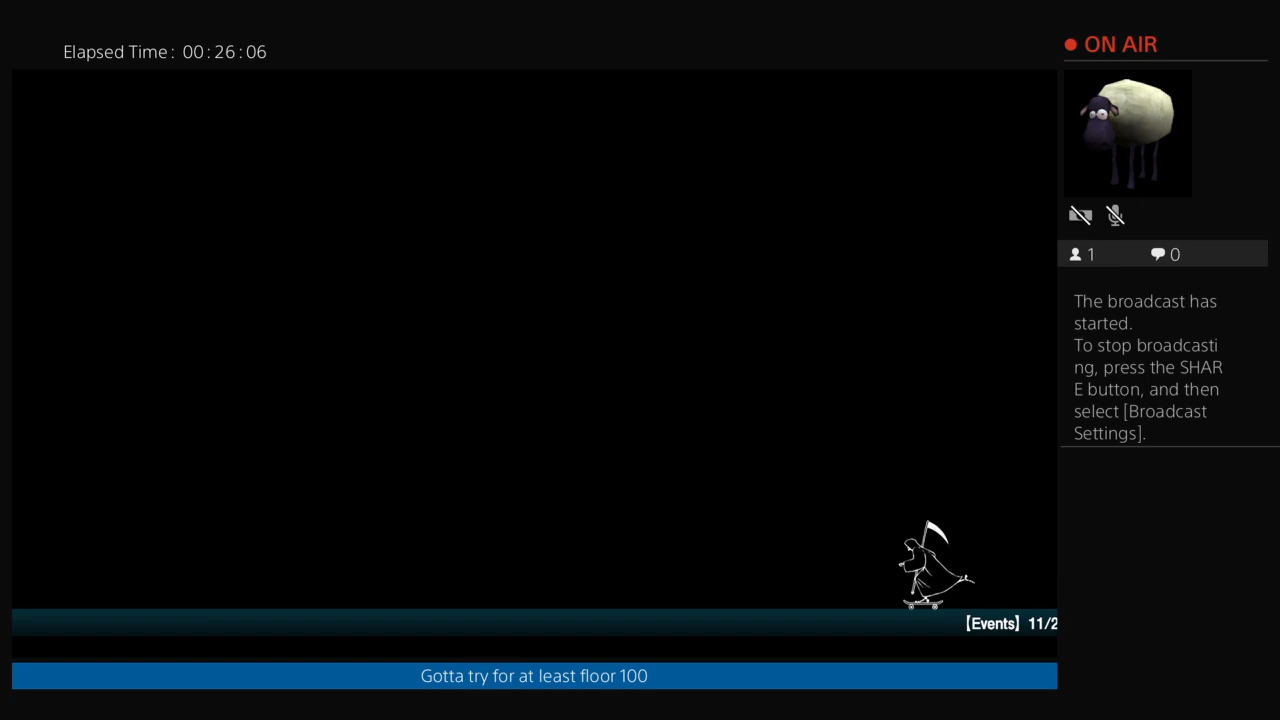 Elapsed Time: 00:26:06
ON AIR
1
0
The broadcast has
started.
To stop broadcasti
ng, press the SHAR
E button, and then
select [Broadcast
Settings].
【Events】 11/2
Gotta try for at least floor 100